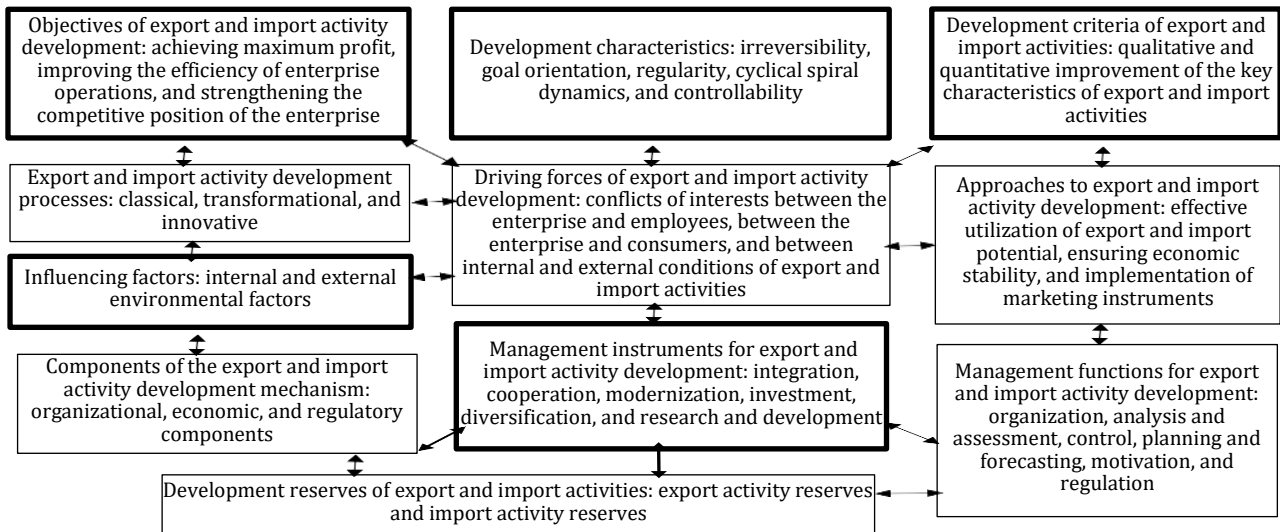 Objectives of export and import activity
development: achieving maximum profit,
improving the efficiency of enterprise
operations, and strengthening the
competitive position of the enterprise
Development characteristics: irreversibility,
goal orientation, regularity, cyclical spiral
dynamics, and controllability
Development criteria of export and
import activities: qualitative and
quantitative improvement of the key
characteristics of export and import
activities
Export and import activity development
processes: classical, transformational, and
innovative
Driving forces of export and import activity
development: conflicts of interests between the
enterprise and employees, between the
enterprise and consumers, and between
internal and external conditions of export and
import activities
Approaches to export and import
activity development: effective
utilization of export and import
potential, ensuring economic
stability, and implementation of
marketing instruments
Influencing factors: internal and external
environmental factors
Components of the export and import
activity development mechanism:
organizational, economic, and regulatory
components
Management instruments for export and
import activity development: integration,
cooperation, modernization, investment,
diversification, and research and development
Management functions for export
and import activity development:
organization, analysis and
assessment, control, planning and
forecasting, motivation, and
regulation
Development reserves of export and import activities: export activity reserves
and import activity reserves